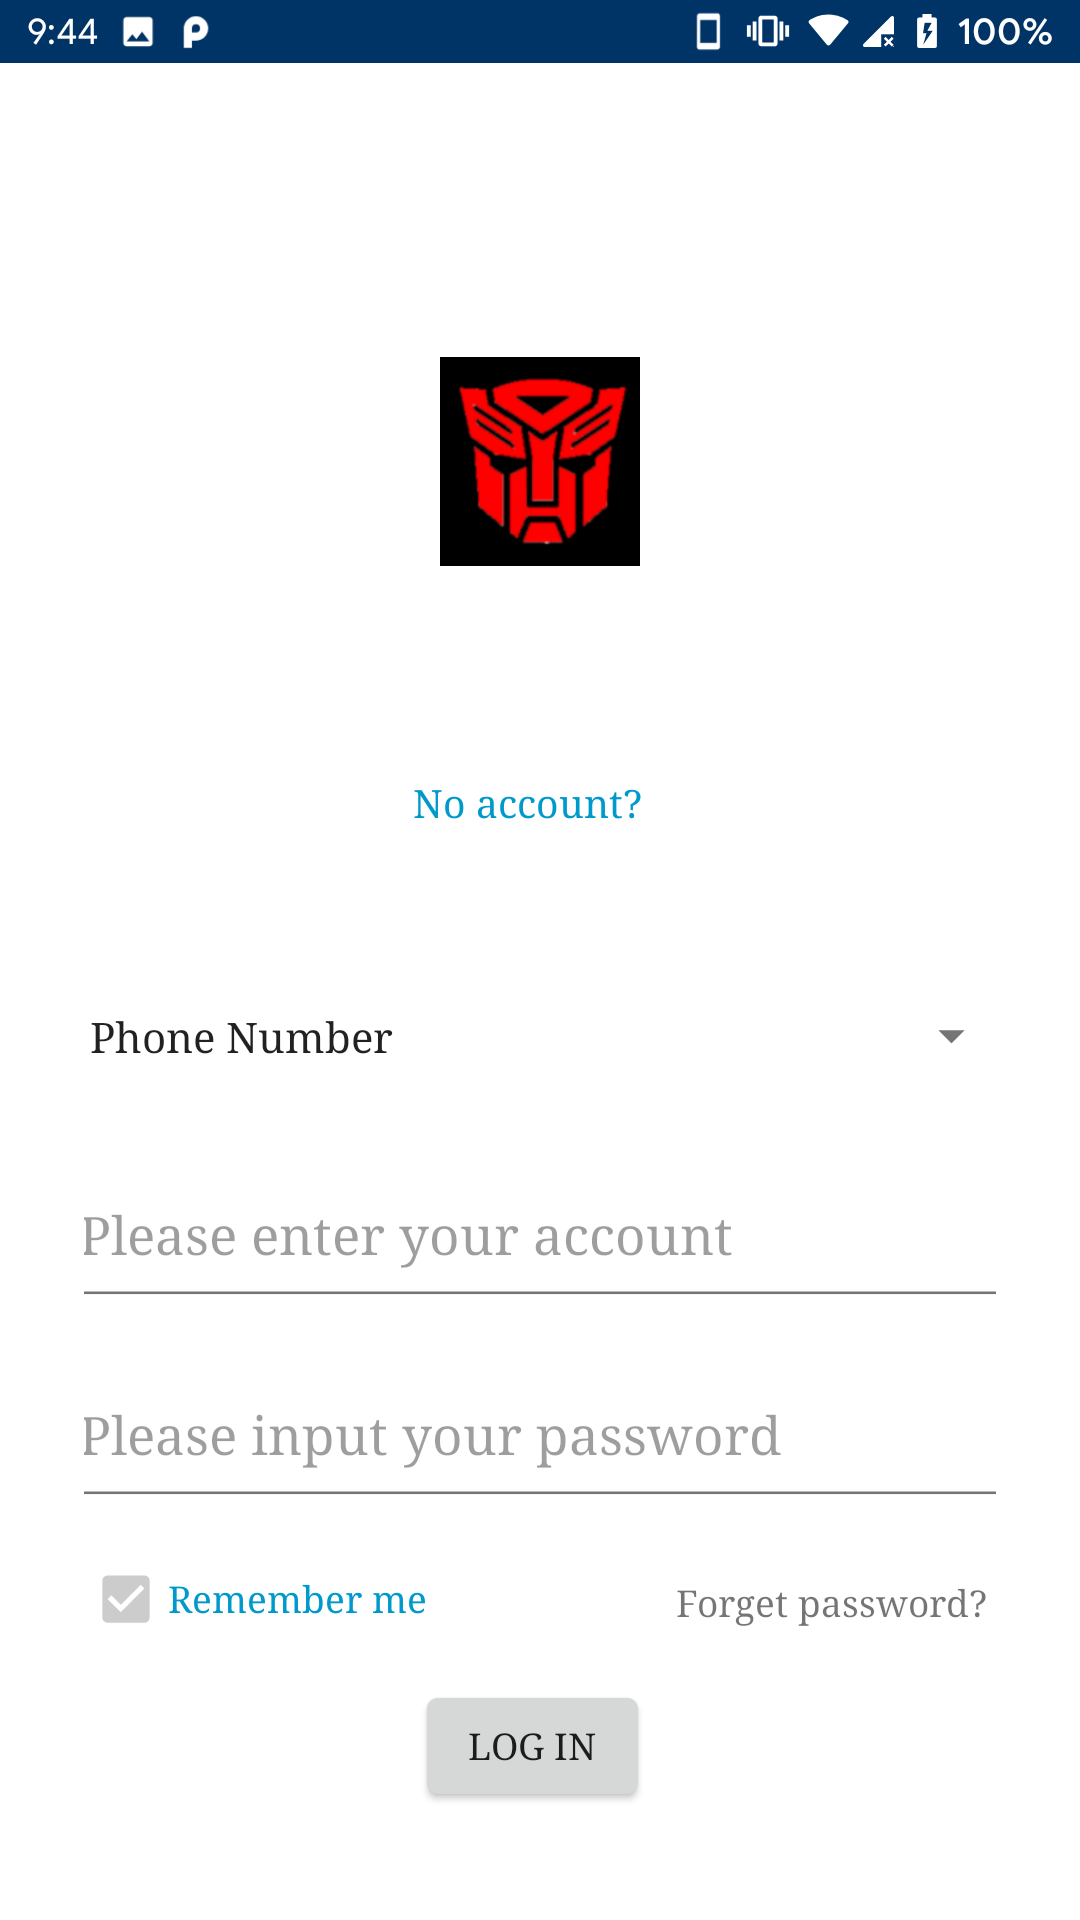 9:44 100%
No account?
Phone Number
Please enter your account
Please input your password
Remember me Forget password?
LOG IN